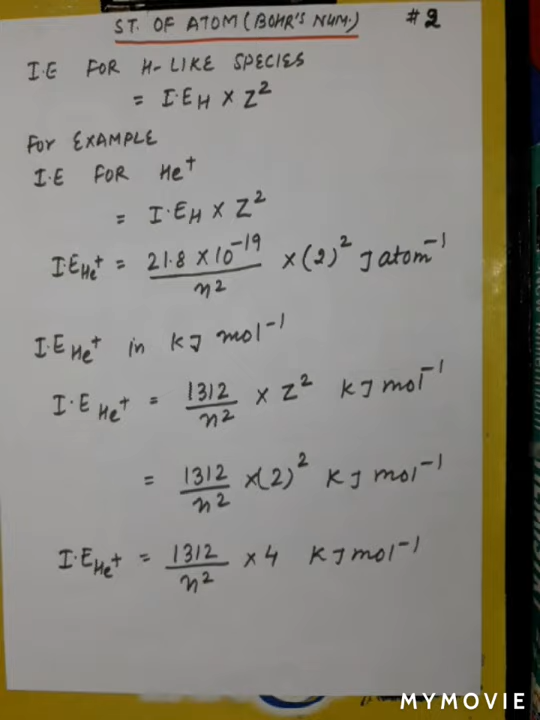 ST. OF ATOM (BOHR'S NUM.) #2
I.E FOR H-LIKE SPECIES
= I.E_H × Z²
FOR EXAMPLE
I.E FOR He⁺
= I.E_H × Z²
I.E_He⁺ = 21.8 × 10⁻¹⁹ / n² × (2)² J atom⁻¹
I.E_He⁺ in KJ mol⁻¹
I.E_He⁺ = 1312 / n² × Z² KJ mol⁻¹
= 1312 / n² × (2)² KJ mol⁻¹
I.E_He⁺ = 1312 / n² × 4 KJ mol⁻¹
MYMOVIE